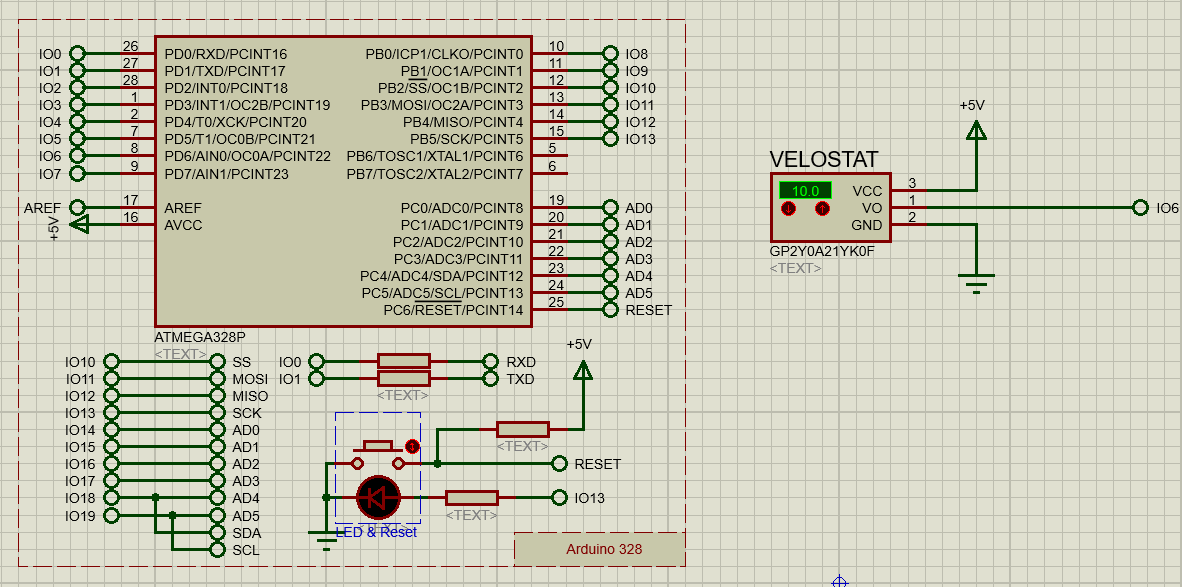 IO0 26 PD0/RXD/PCINT16 PB0/ICP1/CLKO/PCINT0 10 IO8
IO1 27 PD1/TXD/PCINT17 PB1/OC1A/PCINT1 11 IO9
IO2 28 PD2/INT0/PCINT18 PB2/SS/OC1B/PCINT2 12 IO10
IO3 1 PD3/INT1/OC2B/PCINT19 PB3/MOSI/OC2A/PCINT3 13 IO11
IO4 2 PD4/T0/XCK/PCINT20 PB4/MISO/PCINT4 14 IO12
IO5 7 PD5/T1/OC0B/PCINT21 PB5/SCK/PCINT5 15 IO13
IO6 8 PD6/AIN0/OC0A/PCINT22 PB6/TOSC1/XTAL1/PCINT6 5
IO7 9 PD7/AIN1/PCINT23 PB7/TOSC2/XTAL2/PCINT7 6
AREF 17 AREF PC0/ADC0/PCINT8 19 AD0
+5V 16 AVCC PC1/ADC1/PCINT9 20 AD1
PC2/ADC2/PCINT10 21 AD2
PC3/ADC3/PCINT11 22 AD3
PC4/ADC4/SDA/PCINT12 23 AD4
PC5/ADC5/SCL/PCINT13 24 AD5
PC6/RESET/PCINT14 25 RESET
ATMEGA328P
<TEXT>
IO10 SS
IO11 MOSI
IO12 MISO
IO13 SCK
IO14 AD0
IO15 AD1
IO16 AD2
IO17 AD3
IO18 AD4
IO19 AD5
SDA
SCL
IO0 RXD
IO1 TXD
<TEXT>
+5V
<TEXT>
RESET
IO13
<TEXT>
<TEXT>
LED & Reset
Arduino 328
+5V
VELOSTAT
10.0
VCC 3
VO 1 IO6
GND 2
GP2Y0A21YK0F
<TEXT>